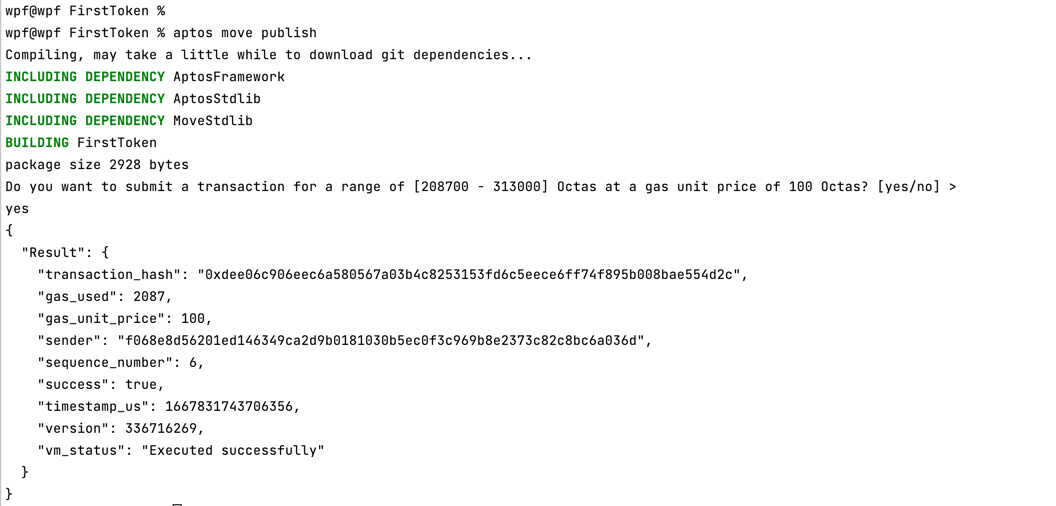 wpf@wpf FirstToken %
wpf@wpf FirstToken % aptos move publish
Compiling, may take a little while to download git dependencies...
INCLUDING DEPENDENCY AptosFramework
INCLUDING DEPENDENCY AptosStdlib
INCLUDING DEPENDENCY MoveStdlib
BUILDING FirstToken
package size 2928 bytes
Do you want to submit a transaction for a range of [208700 - 313000] Octas at a gas unit price of 100 Octas? [yes/no] >
yes
{
  "Result": {
    "transaction_hash": "0xdee06c906eec6a580567a03b4c8253153fd6c5eece6ff74f895b008bae554d2c",
    "gas_used": 2087,
    "gas_unit_price": 100,
    "sender": "f068e8d56201ed146349ca2d9b0181030b5ec0f3c969b8e2373c82c8bc6a036d",
    "sequence_number": 6,
    "success": true,
    "timestamp_us": 1667831743706356,
    "version": 336716269,
    "vm_status": "Executed successfully"
  }
}